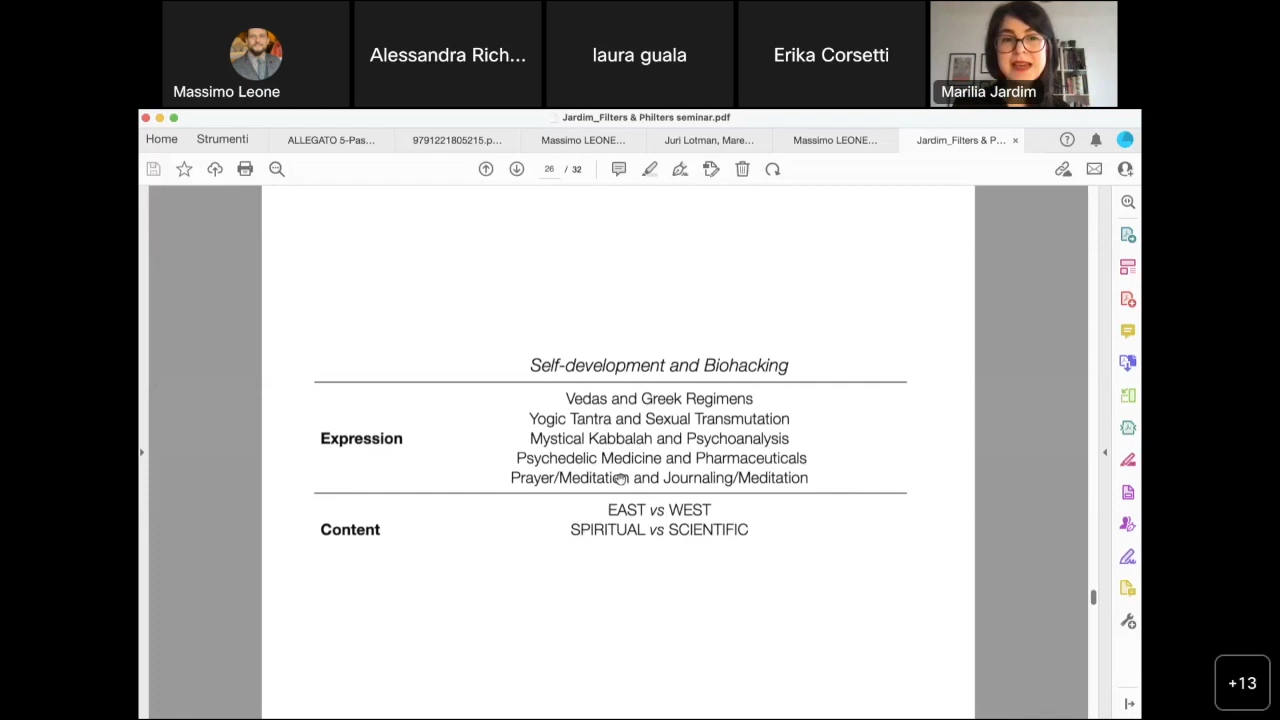 Massimo Leone
Alessandra Rich...
laura guala
Erika Corsetti
Marilia Jardim
Jardim_Filters & Philters seminar.pdf
Home
Strumenti
ALLEGATO 5-Pas...
9791221805215.p...
Massimo LEONE...
Juri Lotman, Mare...
Massimo LEONE...
Jardim_Filters & P... ×
26 / 32
Self-development and Biohacking
Expression
Vedas and Greek Regimens
Yogic Tantra and Sexual Transmutation
Mystical Kabbalah and Psychoanalysis
Psychedelic Medicine and Pharmaceuticals
Prayer/Meditation and Journaling/Meditation
Content
EAST vs WEST
SPIRITUAL vs SCIENTIFIC
+13